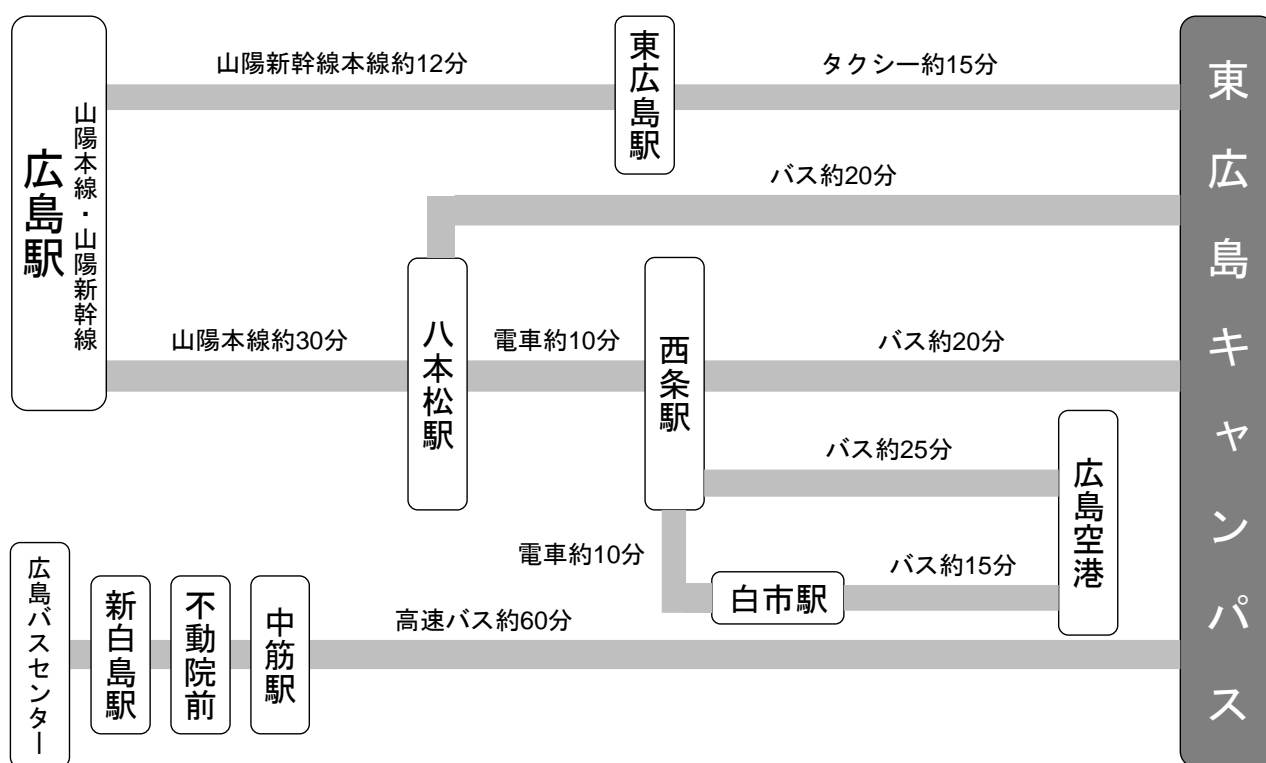 広島駅
山陽本線・山陽新幹線
山陽新幹線本線約12分
東広島駅
タクシー約15分
バス約20分
山陽本線約30分
八本松駅
電車約10分
西条駅
バス約20分
バス約25分
広島空港
電車約10分
白市駅
バス約15分
広島バスセンター
新白島駅
不動院前
中筋駅
高速バス約60分
東広島キャンパス